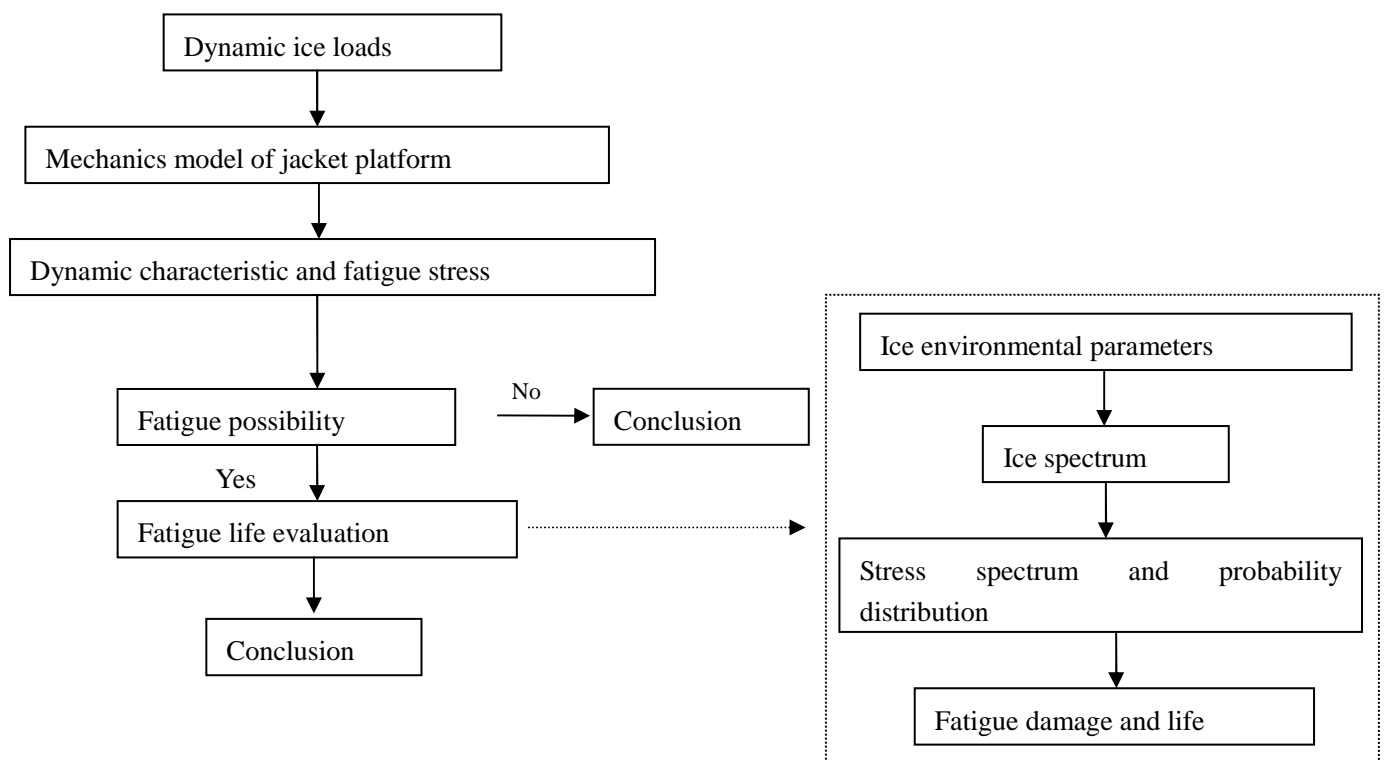 Dynamic ice loads
Mechanics model of jacket platform
Dynamic characteristic and fatigue stress
Fatigue possibility
No
Conclusion
Yes
Fatigue life evaluation
Conclusion
Ice environmental parameters
Ice spectrum
Stress spectrum and probability
distribution
Fatigue damage and life